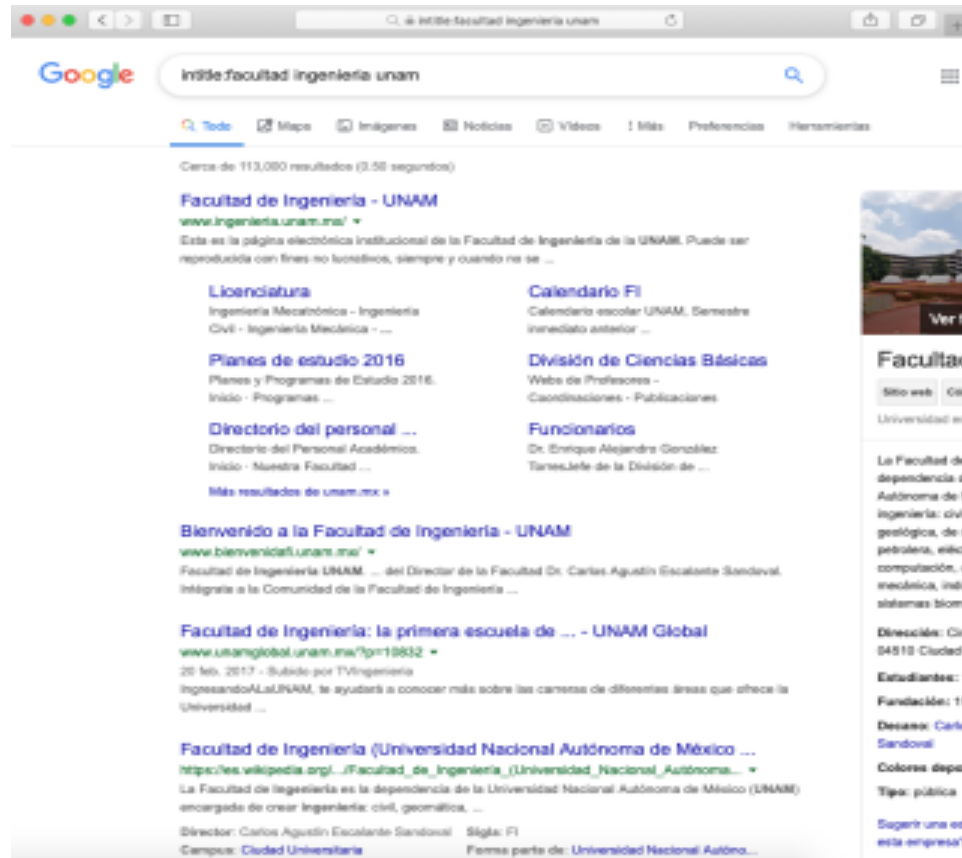 intitle:facultad ingenieria unam
Google
intitle:facultad ingenieria unam
Todo Maps Imágenes Noticias Videos Más Preferencias Herramientas
Cerca de 113,000 resultados (0.50 segundos)
Facultad de Ingeniería - UNAM
www.ingenieria.unam.mx/
Esta es la página electrónica institucional de la Facultad de Ingeniería de la UNAM. Puede ser
reproducida con fines no lucrativos, siempre y cuando no se ...
Licenciatura
Ingeniería Mecatrónica - Ingeniería
Civil - Ingeniería Mecánica - ...
Calendario FI
Calendario escolar UNAM, Semestre
inmediato anterior ...
Planes de estudio 2016
Planes y Programas de Estudio 2016.
Inicio · Programas ...
División de Ciencias Básicas
Webs de Profesores -
Coordinaciones - Publicaciones
Directorio del personal ...
Directorio del Personal Académico.
Inicio · Nuestra Facultad ...
Funcionarios
Dr. Enrique Alejandro González
Torres.Jefe de la División de ...
Más resultados de unam.mx »
Bienvenido a la Facultad de Ingeniería - UNAM
www.bienvenidafi.unam.mx/
Facultad de Ingeniería UNAM. ... del Director de la Facultad Dr. Carlos Agustín Escalante Sandoval.
Intégrate a la Comunidad de la Facultad de Ingeniería ...
Facultad de Ingeniería: la primera escuela de ... - UNAM Global
www.unamglobal.unam.mx/?p=10832
20 feb. 2017 - Subido por TVIngenieria
IngresandoALaUNAM, te ayudará a conocer más sobre las carreras de diferentes áreas que ofrece la
Universidad ...
Facultad de Ingeniería (Universidad Nacional Autónoma de México ...
https://es.wikipedia.org/.../Facultad_de_Ingeniería_(Universidad_Nacional_Autónoma...
La Facultad de Ingeniería es la dependencia de la Universidad Nacional Autónoma de México (UNAM)
encargada de crear Ingeniería: civil, geomática, ...
Director: Carlos Agustín Escalante Sandoval Sigla: FI
Campus: Ciudad Universitaria Forma parte de: Universidad Nacional Autóno...
Ver f
Facultad
Sitio web Có
Universidad e
La Facultad de
dependencia
Autónoma de
ingeniería: civ
geológica, de
petrolera, eléc
computación,
mecánica, ind
sistemas biom
Dirección: Cir
04510 Ciudad
Estudiantes:
Fundación: 1
Decano: Carlo
Sandoval
Colores depo
Tipo: pública
Sugerir una e
esta empresa